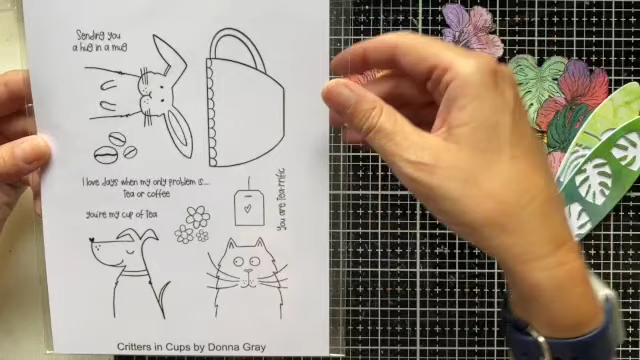 Sending you
a hug in a mug
I love days when my only problem is....
Tea or coffee
You are Tea-rrific
you're my cup of Tea
Critters in Cups by Donna Gray